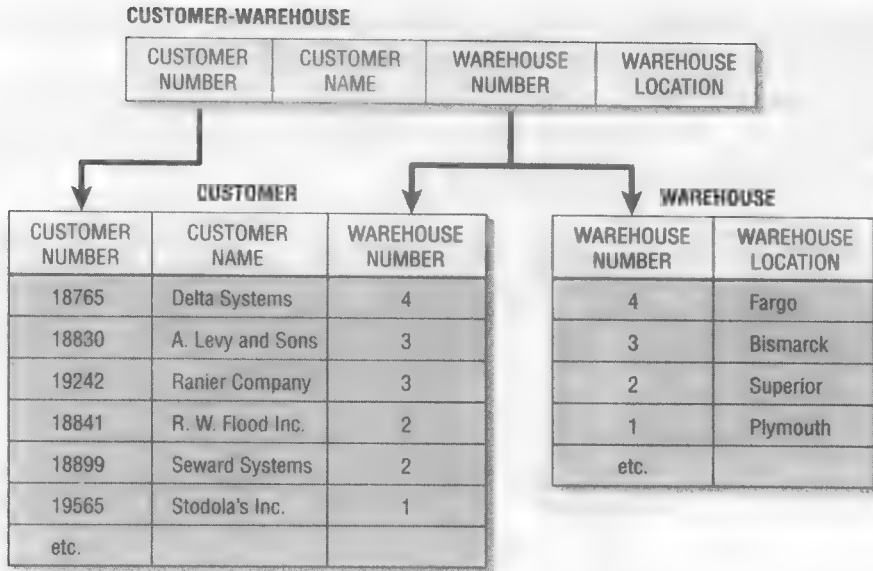 CUSTOMER-WAREHOUSE
CUSTOMER NUMBER CUSTOMER NAME WAREHOUSE NUMBER WAREHOUSE LOCATION
CUSTOMER
CUSTOMER NUMBER CUSTOMER NAME WAREHOUSE NUMBER
18765 Delta Systems 4
18830 A. Levy and Sons 3
19242 Ranier Company 3
18841 R. W. Flood Inc. 2
18899 Seward Systems 2
19565 Stodola's Inc. 1
etc.
WAREHOUSE
WAREHOUSE NUMBER WAREHOUSE LOCATION
4 Fargo
3 Bismarck
2 Superior
1 Plymouth
etc.